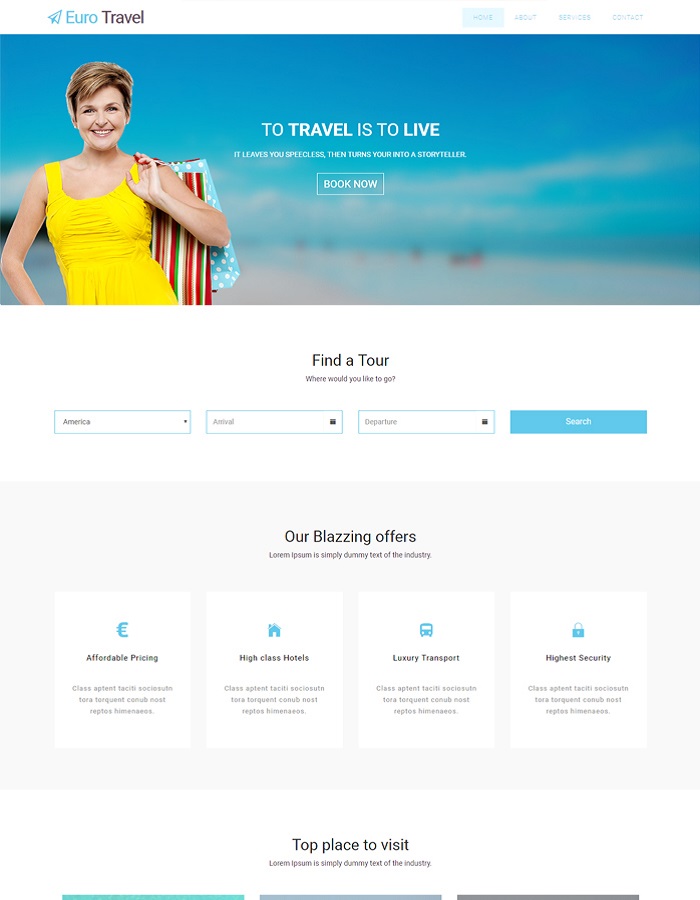 Euro Travel
HOME ABOUT SERVICES CONTACT
TO TRAVEL IS TO LIVE
IT LEAVES YOU SPEECLESS, THEN TURNS YOUR INTO A STORYTELLER.
BOOK NOW
Find a Tour
Where would you like to go?
America Arrival Departure Search
Our Blazzing offers
Lorem Ipsum is simply dummy text of the industry.
€
Affordable Pricing
Class aptent taciti sociosutn
tora torquent conub nost
reptos himenaeos.
High class Hotels
Class aptent taciti sociosutn
tora torquent conub nost
reptos himenaeos.
Luxury Transport
Class aptent taciti sociosutn
tora torquent conub nost
reptos himenaeos.
Highest Security
Class aptent taciti sociosutn
tora torquent conub nost
reptos himenaeos.
Top place to visit
Lorem Ipsum is simply dummy text of the industry.